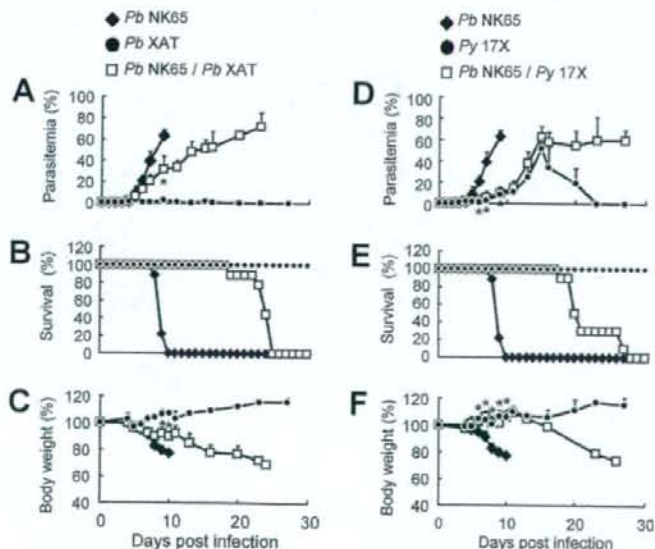 ◆ Pb NK65
● Pb XAT
□ Pb NK65 / Pb XAT
A
Parasitemia (%)
100
80
60
40
20
0
*
B
Survival (%)
120
100
80
60
40
20
0
C
Body weight (%)
120
100
80
60
40
**
0 10 20 30
Days post infection
◆ Pb NK65
● Py 17X
□ Pb NK65 / Py 17X
D
Parasitemia (%)
100
80
60
40
20
0
**
E
Survival (%)
120
100
80
60
40
20
0
F
Body weight (%)
120
100
80
60
40
****
0 10 20 30
Days post infection